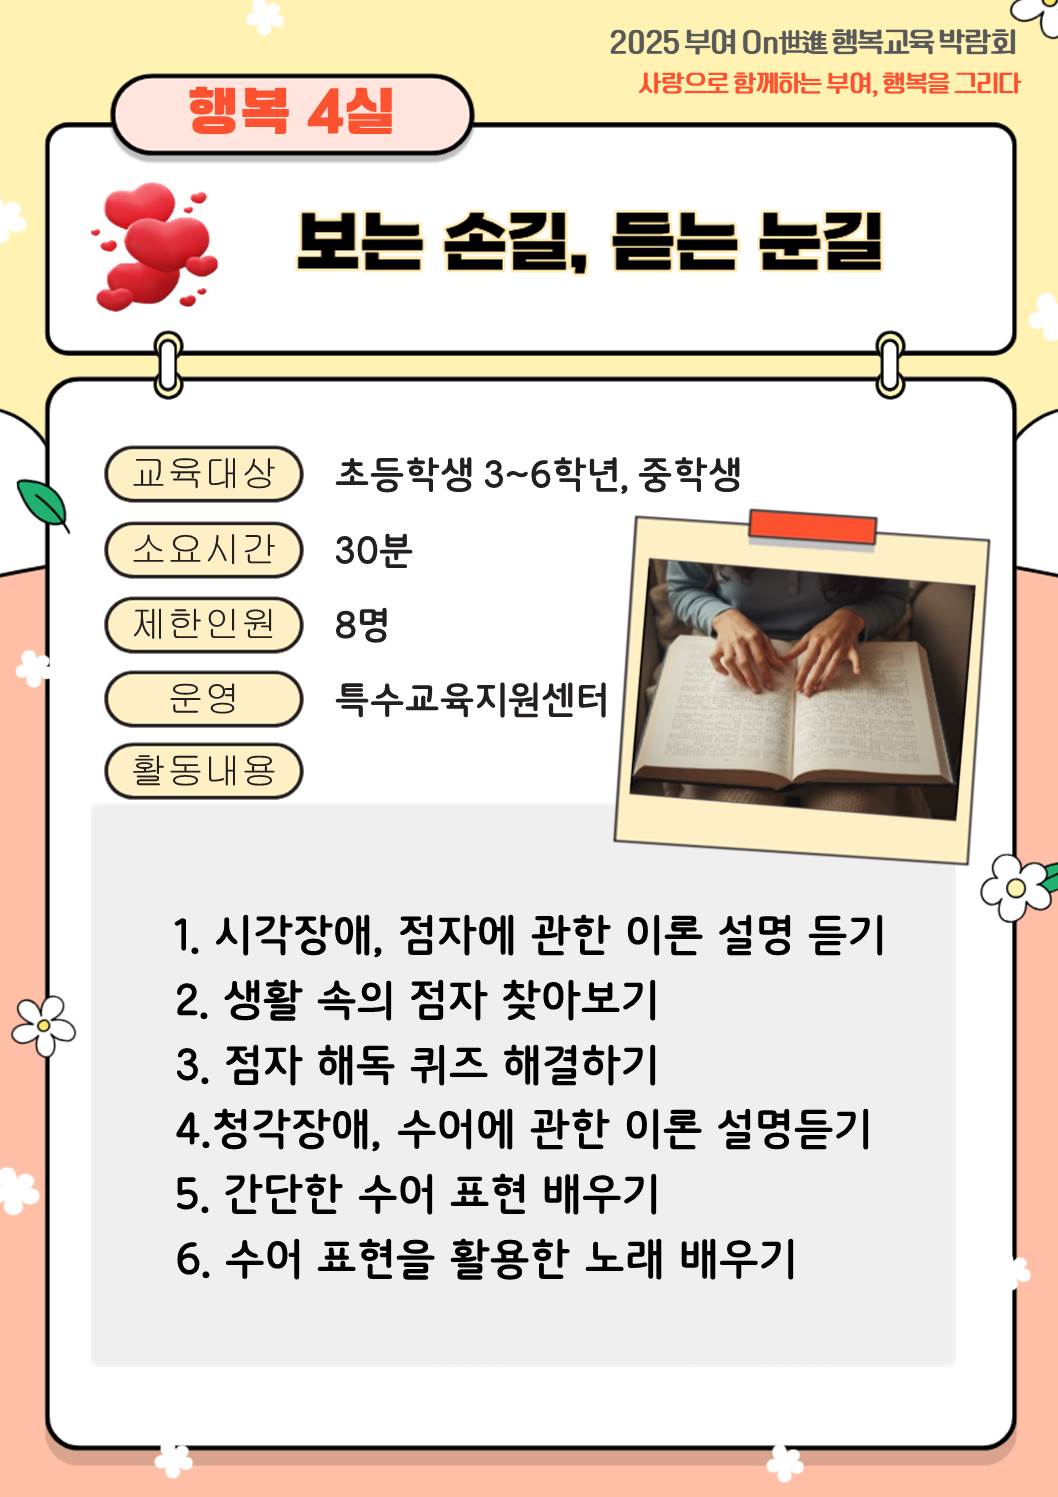 2025 부여 On世進 행복교육 박람회
사랑으로 함께하는 부여, 행복을 그리다
행복 4실
보는 손길, 듣는 눈길
교육대상 초등학생 3~6학년, 중학생
소요시간 30분
제한인원 8명
운영 특수교육지원센터
활동내용
1. 시각장애, 점자에 관한 이론 설명 듣기
2. 생활 속의 점자 찾아보기
3. 점자 해독 퀴즈 해결하기
4.청각장애, 수어에 관한 이론 설명듣기
5. 간단한 수어 표현 배우기
6. 수어 표현을 활용한 노래 배우기